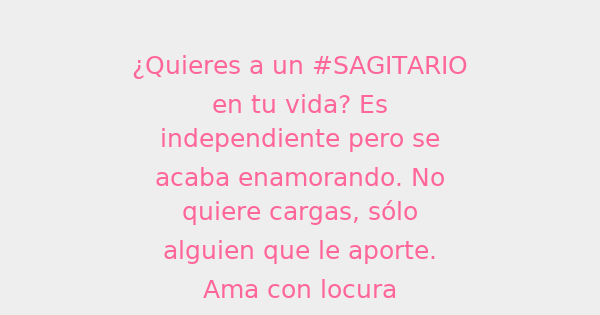 ¿Quieres a un #SAGITARIO
en tu vida? Es
independiente pero se
acaba enamorando. No
quiere cargas, sólo
alguien que le aporte.
Ama con locura